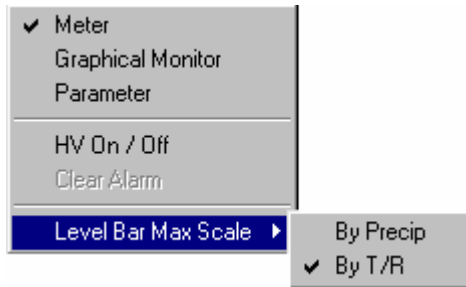 Meter
Graphical Monitor
Parameter
HV On / Off
Clear Alarm
Level Bar Max Scale
By Precip
By T/R